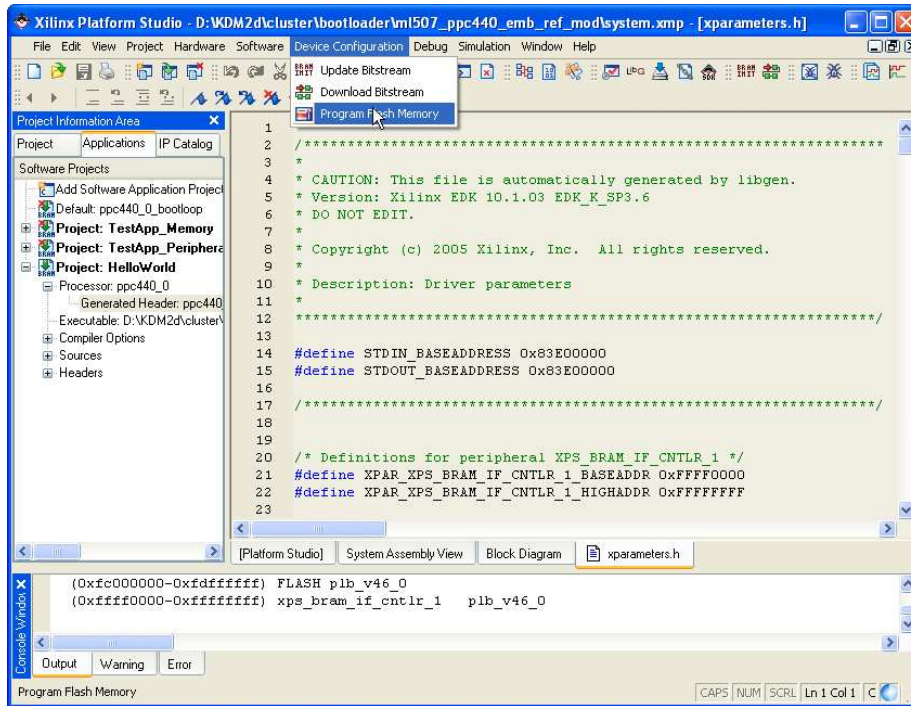 Xilinx Platform Studio - D:\KDM2d\cluster\bootloader\ml507_ppc440_emb_ref_mod\system.xmp - [xparameters.h]
File Edit View Project Hardware Software Device Configuration Debug Simulation Window Help
Update Bitstream
Download Bitstream
Program Flash Memory
Project Information Area
Project Applications IP Catalog
Software Projects
Add Software Application Project
Default: ppc440_0_bootloop
Project: TestApp_Memory
Project: TestApp_Periphera
Project: HelloWorld
Processor: ppc440_0
Generated Header: ppc440
Executable: D:\KDM2d\cluster\
Compiler Options
Sources
Headers
1
2 /****************************************************************
3 *
4 * CAUTION: This file is automatically generated by libgen.
5 * Version: Xilinx EDK 10.1.03 EDK_K_SP3.6
6 * DO NOT EDIT.
7 *
8 * Copyright (c) 2005 Xilinx, Inc. All rights reserved.
9 *
10 * Description: Driver parameters
11 *
12 ****************************************************************/
13
14 #define STDIN_BASEADDRESS 0x83E00000
15 #define STDOUT_BASEADDRESS 0x83E00000
16
17 /****************************************************************/
18
19
20 /* Definitions for peripheral XPS_BRAM_IF_CNTLR_1 */
21 #define XPAR_XPS_BRAM_IF_CNTLR_1_BASEADDR 0xFFFF0000
22 #define XPAR_XPS_BRAM_IF_CNTLR_1_HIGHADDR 0xFFFFFFFF
23
[Platform Studio] System Assembly View Block Diagram xparameters.h
Console Window
(0xfc000000-0xfdffffff) FLASH plb_v46_0
(0xffff0000-0xffffffff) xps_bram_if_cntlr_1 plb_v46_0
Output Warning Error
Program Flash Memory CAPS NUM SCRL Ln 1 Col 1 C